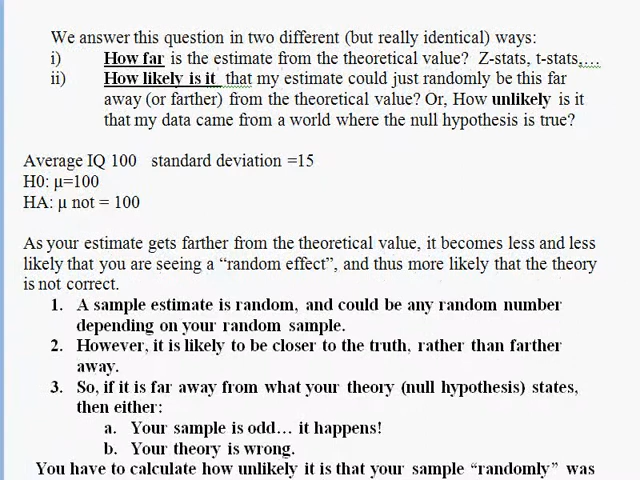 We answer this question in two different (but really identical) ways:
i) How far is the estimate from the theoretical value? Z-stats, t-stats,…
ii) How likely is it that my estimate could just randomly be this far
away (or farther) from the theoretical value? Or, How unlikely is it
that my data came from a world where the null hypothesis is true?
Average IQ 100 standard deviation =15
H0: µ=100
HA: µ not = 100
As your estimate gets farther from the theoretical value, it becomes less and less
likely that you are seeing a “random effect”, and thus more likely that the theory
is not correct.
1. A sample estimate is random, and could be any random number
depending on your random sample.
2. However, it is likely to be closer to the truth, rather than farther
away.
3. So, if it is far away from what your theory (null hypothesis) states,
then either:
a. Your sample is odd… it happens!
b. Your theory is wrong.
You have to calculate how unlikely it is that your sample “randomly” was